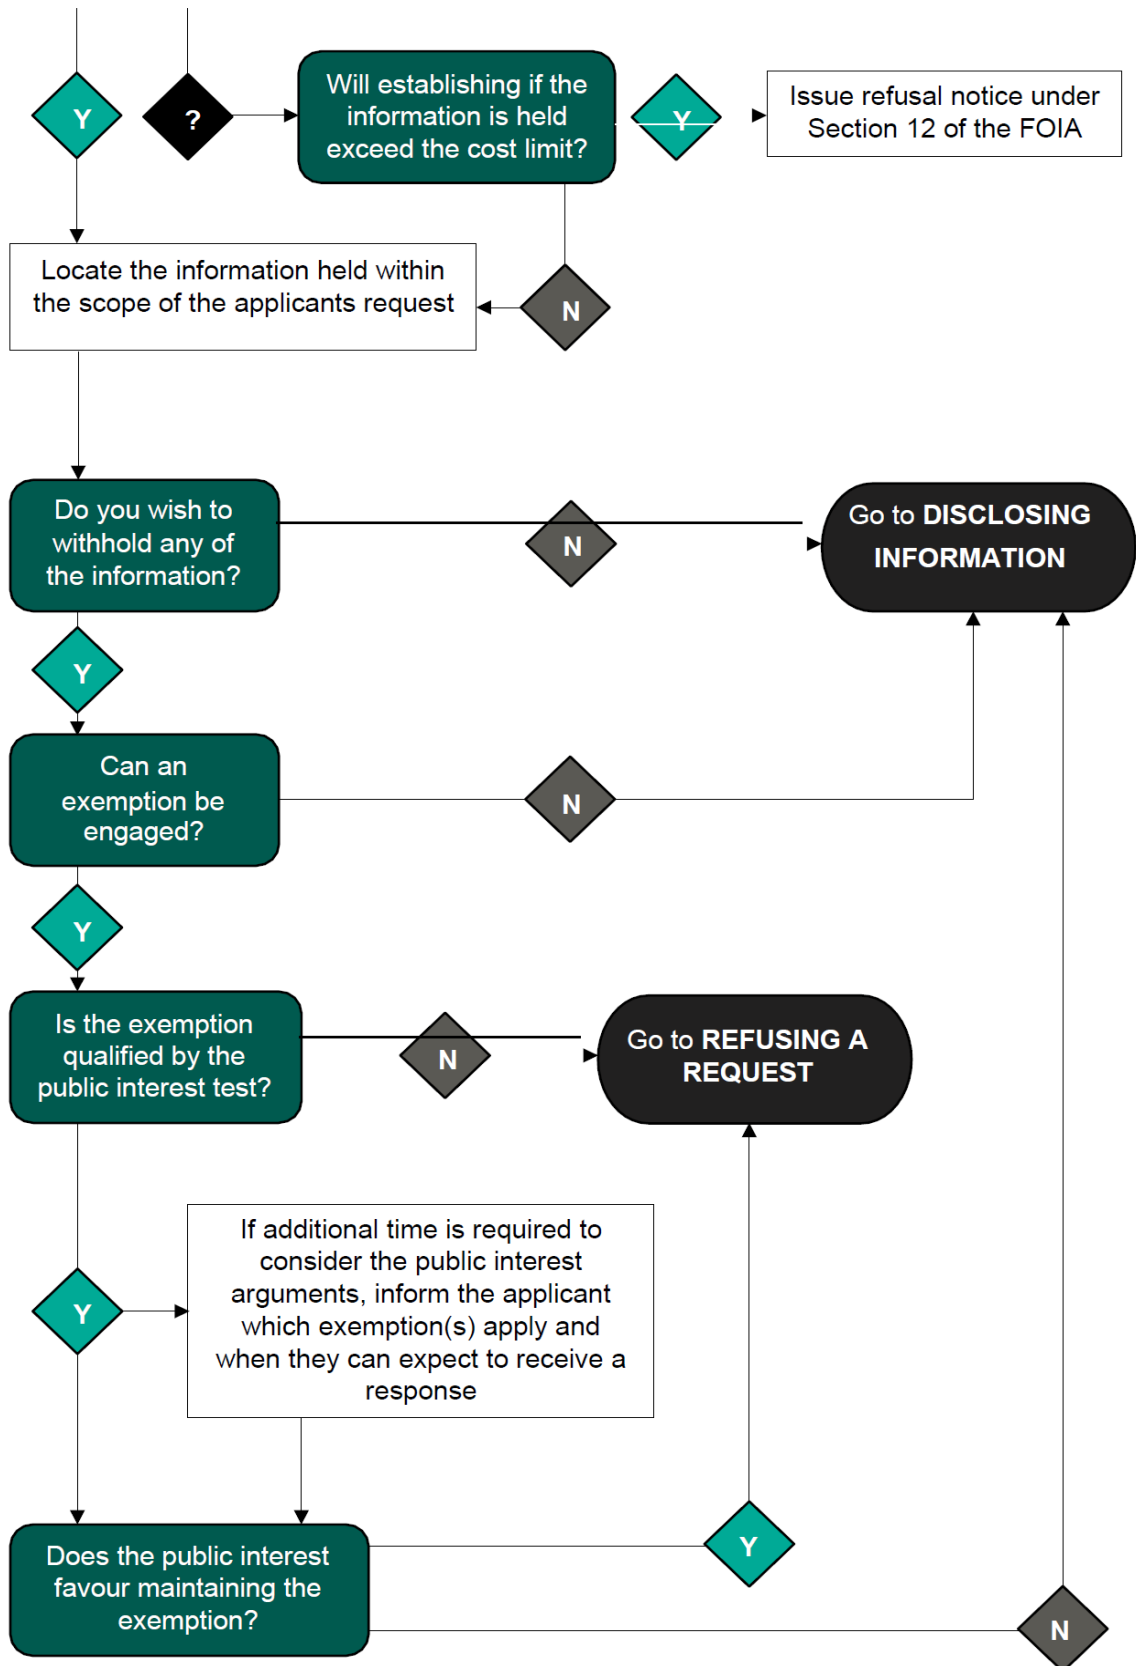 Y
?
Will establishing if the
information is held
exceed the cost limit?
Y
Issue refusal notice under
Section 12 of the FOIA
Locate the information held within
the scope of the applicants request
N
Do you wish to
withhold any of
the information?
N
Go to DISCLOSING
INFORMATION
Y
Can an
exemption be
engaged?
N
Y
Is the exemption
qualified by the
public interest test?
N
Go to REFUSING A
REQUEST
If additional time is required to
consider the public interest
arguments, inform the applicant
which exemption(s) apply and
when they can expect to receive a
response
Y
Does the public interest
favour maintaining the
exemption?
Y
N